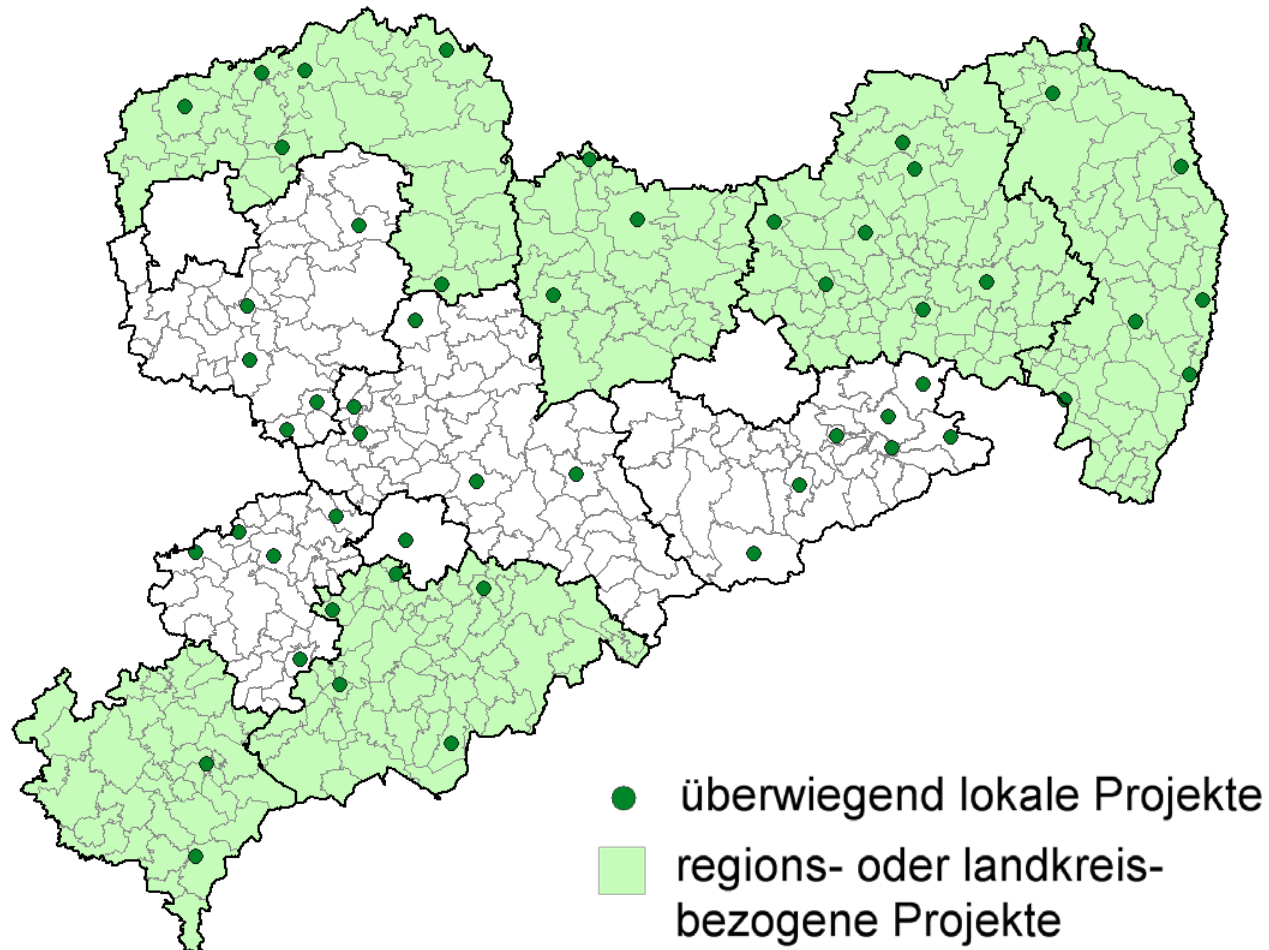 überwiegend lokale Projekte
regions- oder landkreis-
bezogene Projekte